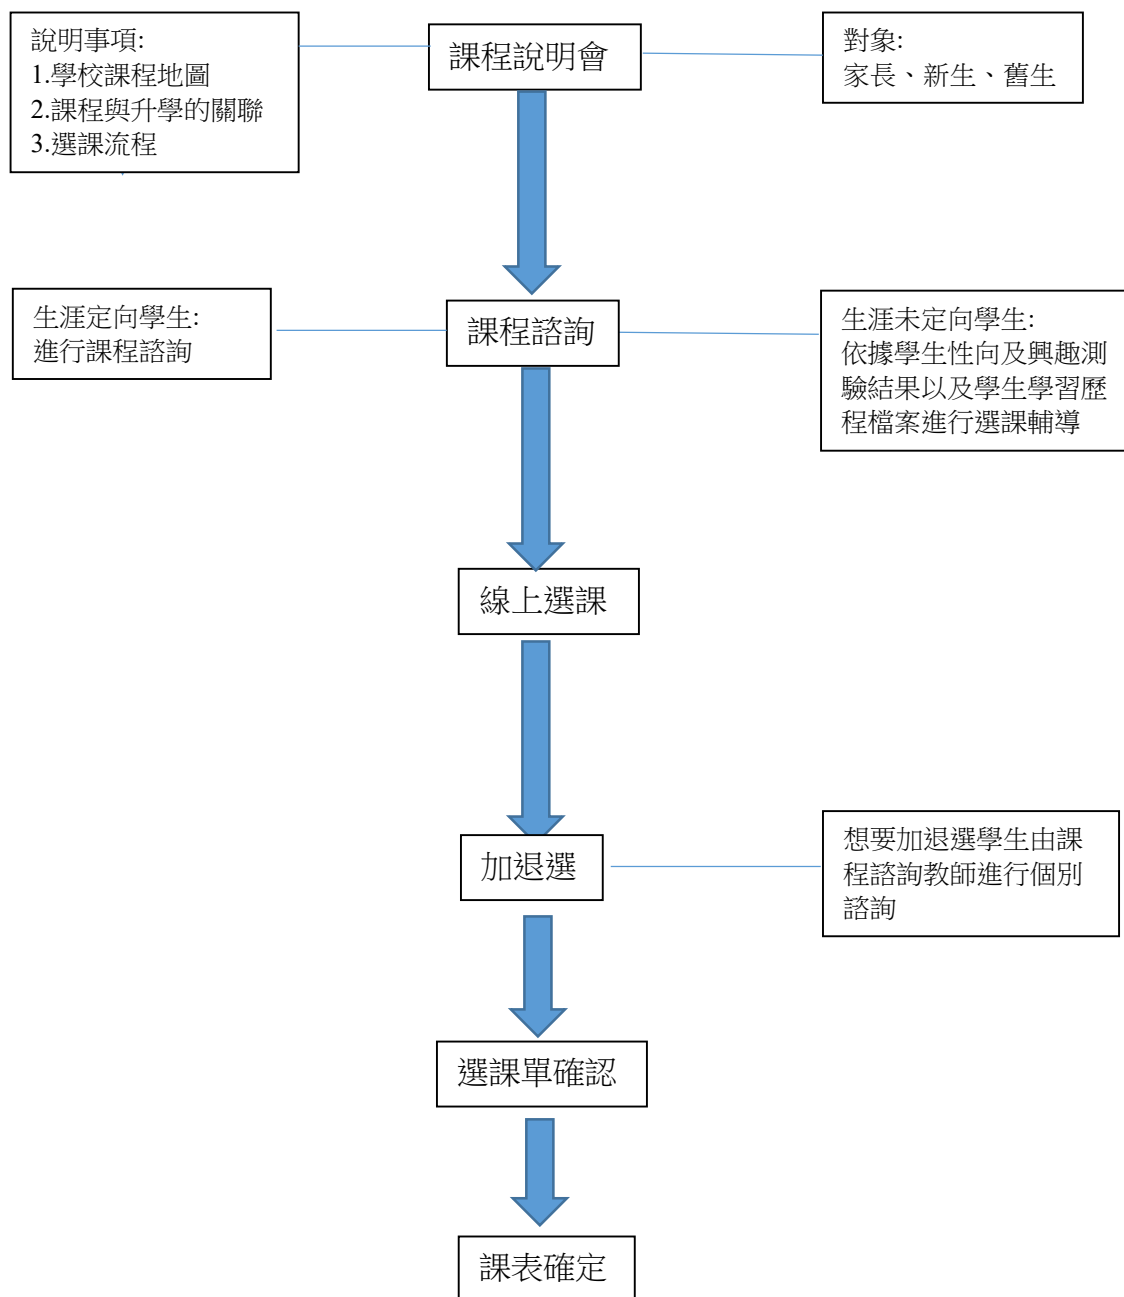 說明事項:
1.學校課程地圖
2.課程與升學的關聯
3.選課流程
課程說明會
對象:
家長、新生、舊生
生涯定向學生:
進行課程諮詢
課程諮詢
生涯未定向學生:
依據學生性向及興趣測
驗結果以及學生學習歷
程檔案進行選課輔導
線上選課
加退選
想要加退選學生由課
程諮詢教師進行個別
諮詢
選課單確認
課表確定